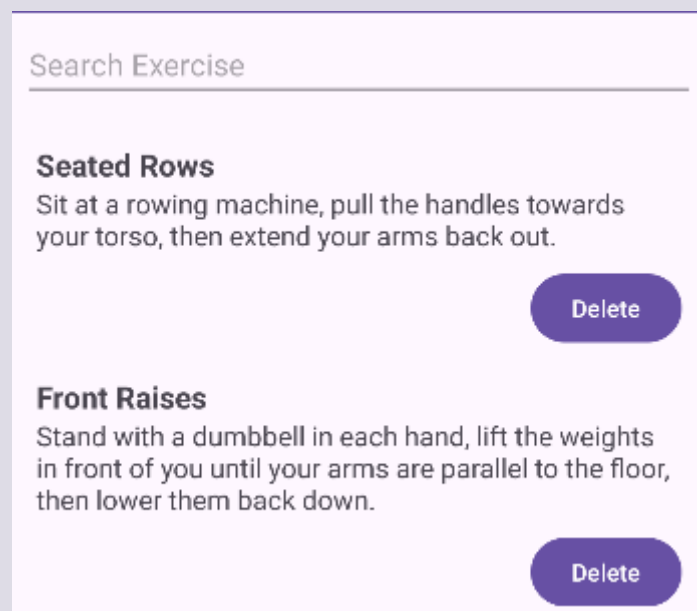 Search Exercise
Seated Rows
Sit at a rowing machine, pull the handles towards
your torso, then extend your arms back out.
Delete
Front Raises
Stand with a dumbbell in each hand, lift the weights
in front of you until your arms are parallel to the floor,
then lower them back down.
Delete